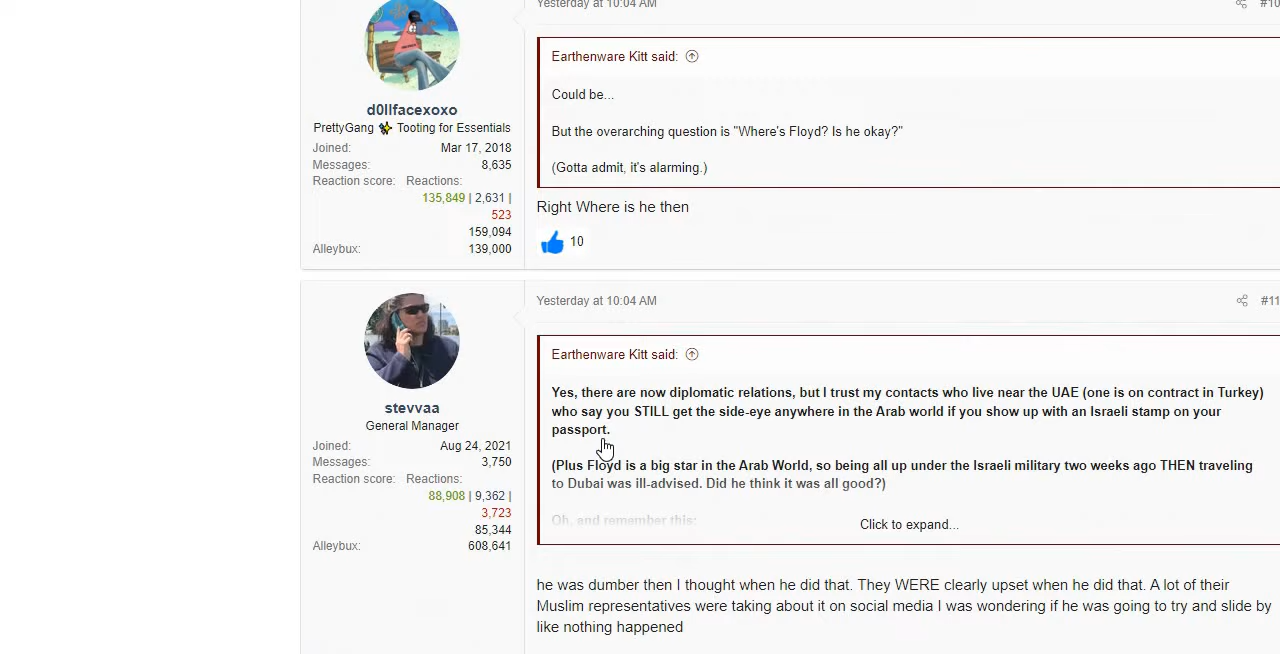 Yesterday at 10:04 AM
Earthenware Kitt said:
Could be...
But the overarching question is "Where's Floyd? Is he okay?"
(Gotta admit, it's alarming.)
Right Where is he then
10
d0llfacexoxo
PrettyGang ✨ Tooting for Essentials
Joined: Mar 17, 2018
Messages: 8,635
Reaction score: Reactions:
135,849 | 2,631 |
523
159,094
Alleybux: 139,000
Yesterday at 10:04 AM
#11
Earthenware Kitt said:
Yes, there are now diplomatic relations, but I trust my contacts who live near the UAE (one is on contract in Turkey)
who say you STILL get the side-eye anywhere in the Arab world if you show up with an Israeli stamp on your
passport.
(Plus Floyd is a big star in the Arab World, so being all up under the Israeli military two weeks ago THEN traveling
to Dubai was ill-advised. Did he think it was all good?)
Oh, and remember this:
Click to expand...
he was dumber then I thought when he did that. They WERE clearly upset when he did that. A lot of their
Muslim representatives were taking about it on social media I was wondering if he was going to try and slide by
like nothing happened
stevvaa
General Manager
Joined: Aug 24, 2021
Messages: 3,750
Reaction score: Reactions:
88,908 | 9,362 |
3,723
85,344
Alleybux: 608,641